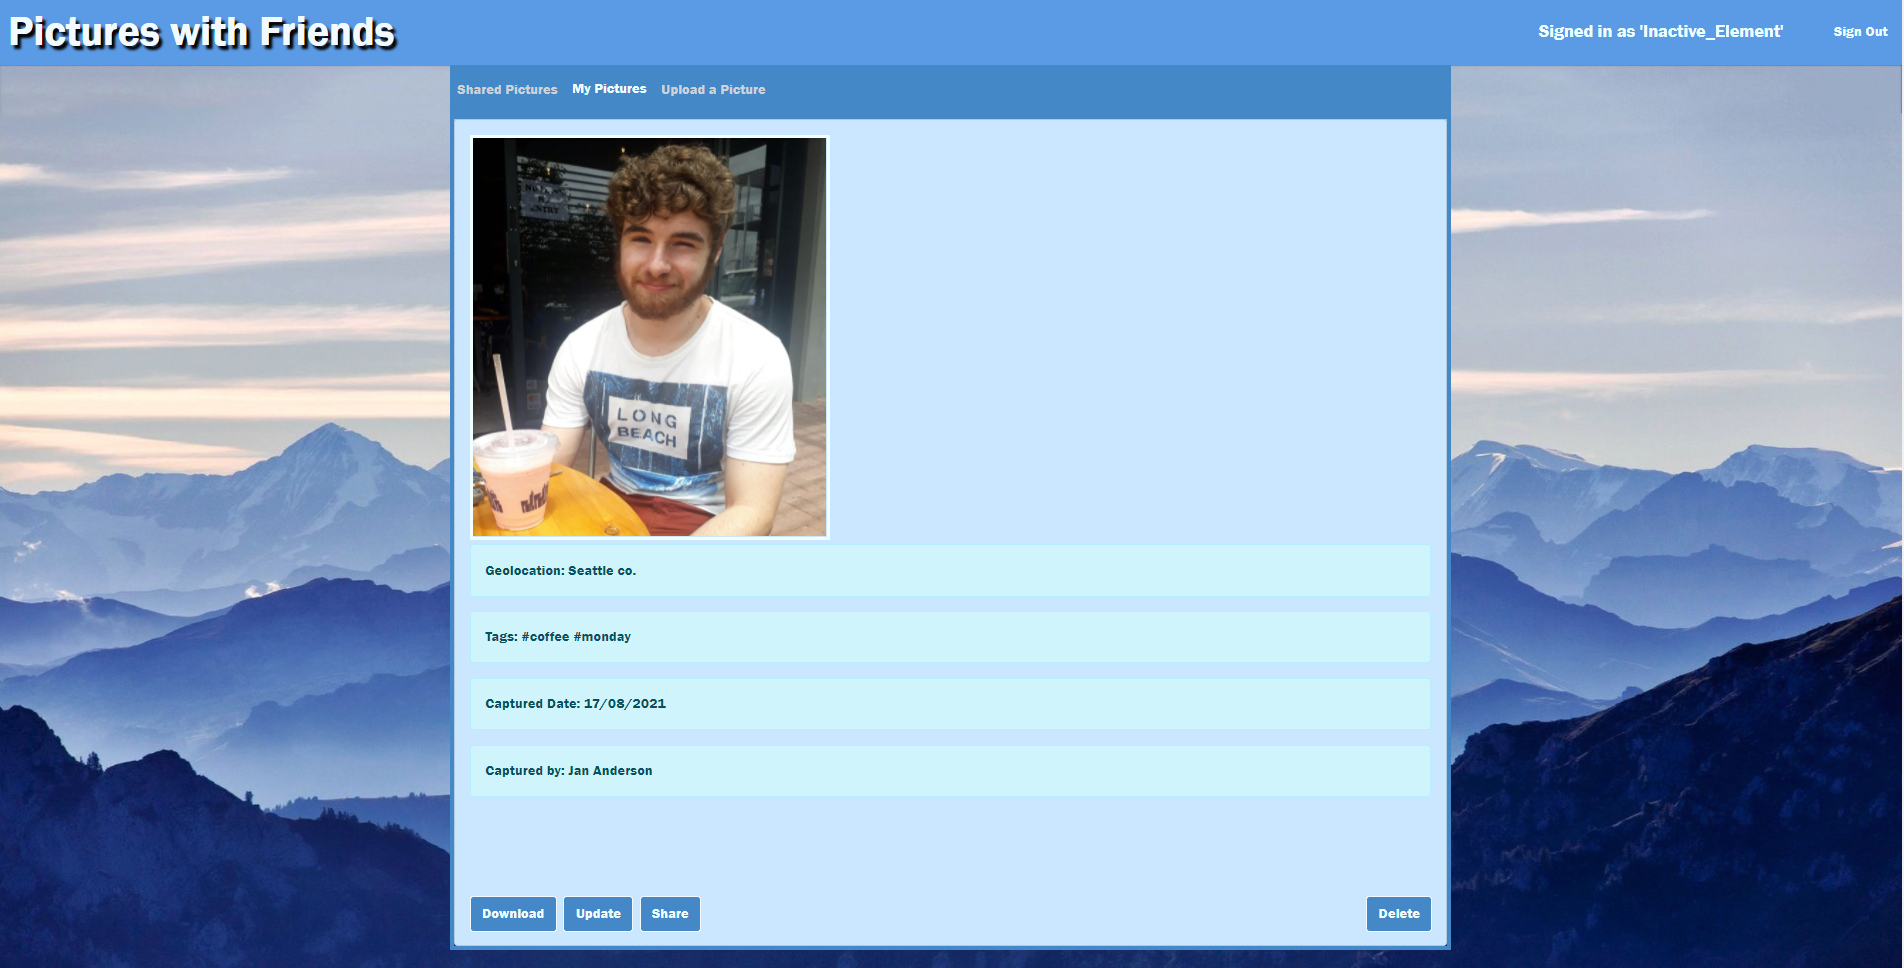 Pictures with Friends
Signed in as 'Inactive_Element'
Sign Out
Shared Pictures
My Pictures
Upload a Picture
ENTRY
LONG
BEACH
Geolocation: Seattle co.
Tags: #coffee #monday
Captured Date: 17/08/2021
Captured by: Jan Anderson
Download
Update
Share
Delete